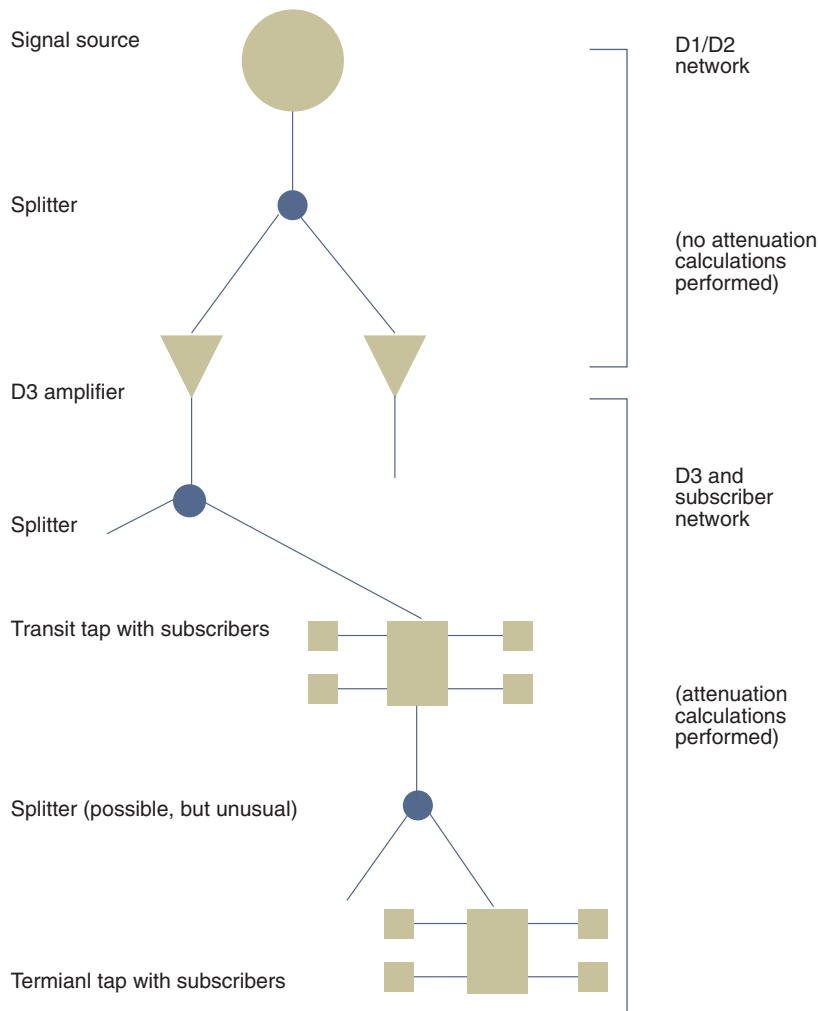 Signal source
D1/D2
network
Splitter
(no attenuation
calculations
performed)
D3 amplifier
D3 and
subscriber
network
Splitter
Transit tap with subscribers
(attenuation
calculations
performed)
Splitter (possible, but unusual)
Termianl tap with subscribers